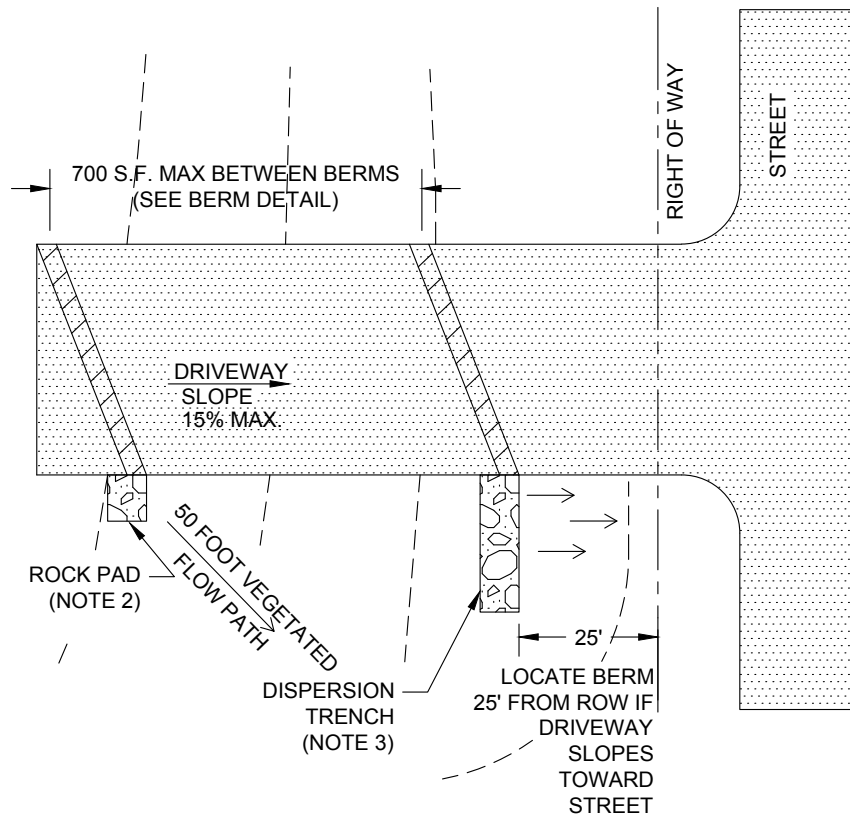 RIGHT OF WAY
STREET
700 S.F. MAX BETWEEN BERMS
(SEE BERM DETAIL)
DRIVEWAY
SLOPE
15% MAX.
ROCK PAD
(NOTE 2)
50 FOOT VEGETATED
FLOW PATH
DISPERSION
TRENCH
(NOTE 3)
25'
LOCATE BERM
25' FROM ROW IF
DRIVEWAY
SLOPES
TOWARD
STREET